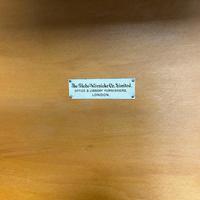 The Globe-Wernicke Co. Limited.
OFFICE & LIBRARY FURNISHERS,
LONDON.